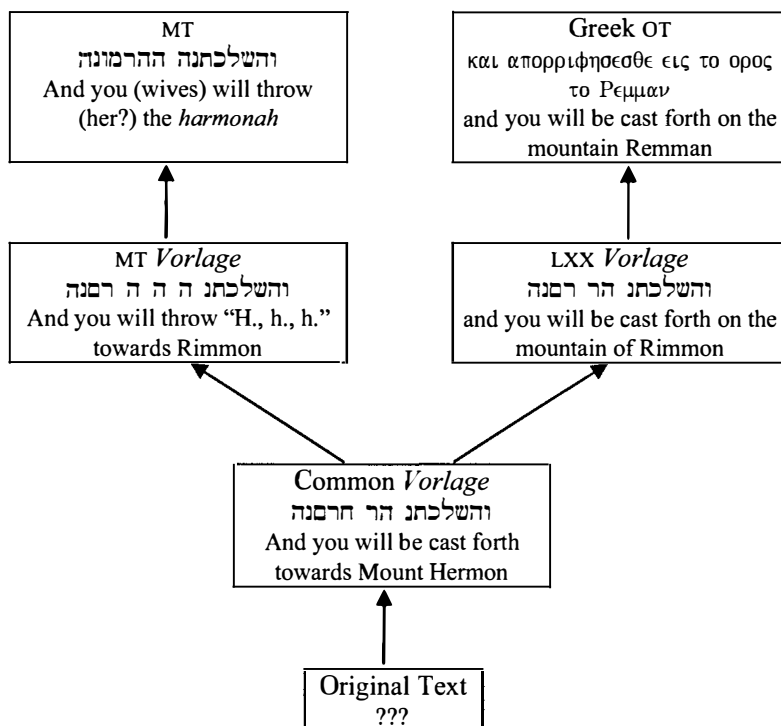 MT
והשלכתנה ההרמונה
And you (wives) will throw
(her?) the harmonah
Greek OT
και απορριφησεσθε εις το ορος
το Ρεμμαν
and you will be cast forth on the
mountain Remman
MT Vorlage
והשלכתנ ה ה ה רםנה
And you will throw “H., h., h.”
towards Rimmon
LXX Vorlage
והשלכתנ הר רםנה
and you will be cast forth on the
mountain of Rimmon
Common Vorlage
והשלכתנ הר חרםנה
And you will be cast forth
towards Mount Hermon
Original Text
???